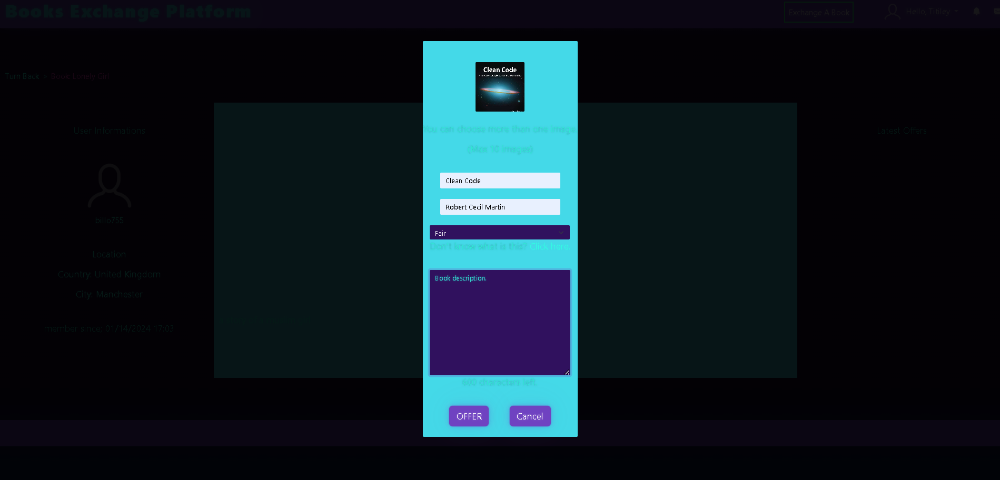 Books Exchange Platform
Exchange A Book
Hello, Titiley
Turn Back > Book: Lonely Girl
User Informations
billo755
Location
Country: United Kingdom
City: Manchester
member since; 01/14/2024 17:03
Clean Code
You can choose more than one image.
(Max 10 images)
Clean Code
Robert Cecil Martin
Fair
Don't know what is this? Click here.
Book description.
600 characters left.
OFFER
Cancel
Latest Offers